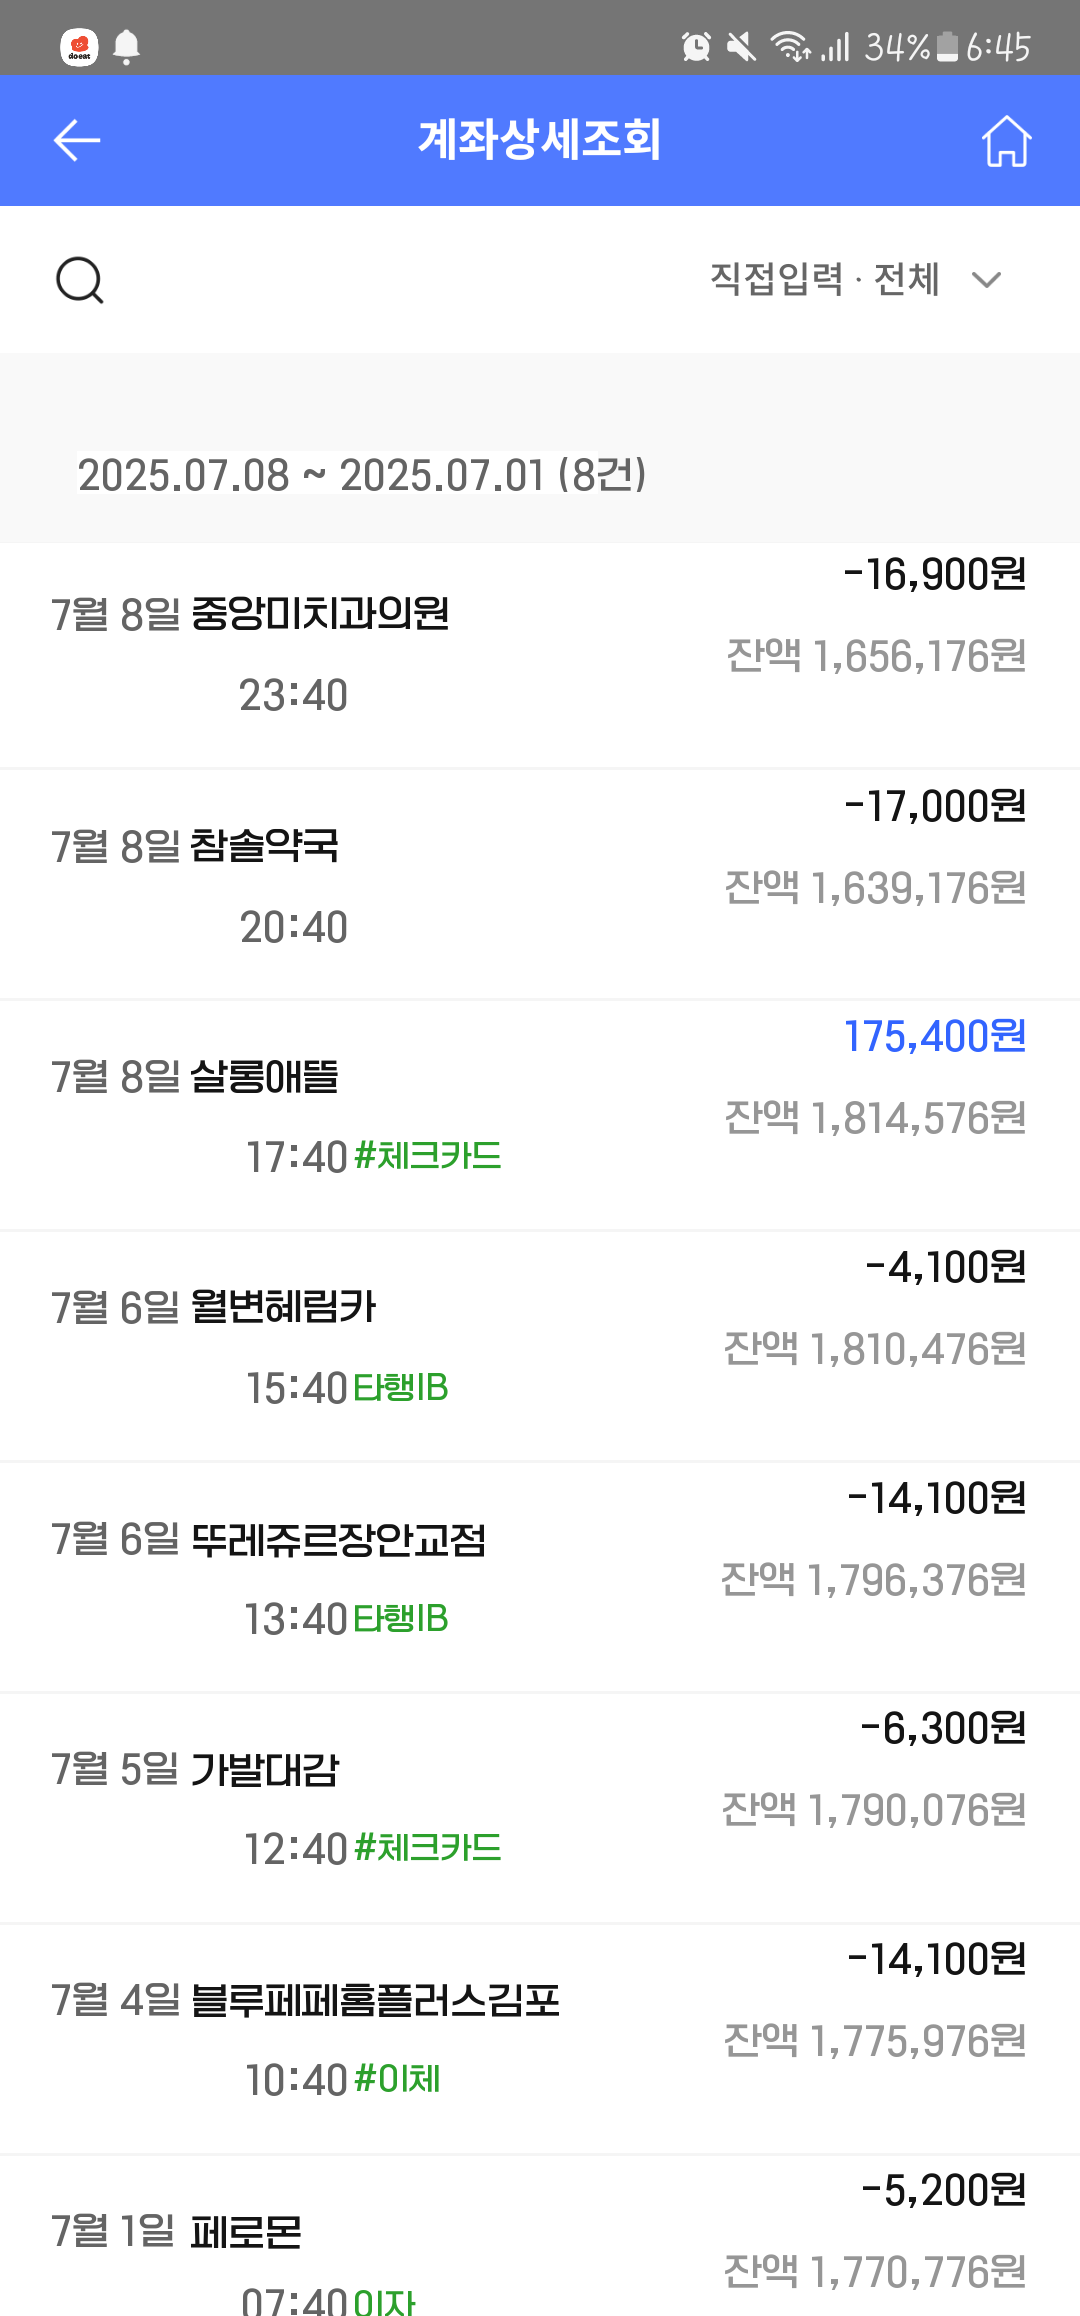 doeat
34% 6:45
계좌상세조회
직접입력 · 전체
2025.07.08 ~ 2025.07.01 (8건)
-16,900원
7월 8일 중앙미치과의원
잔액 1,656,176원
23:40
-17,000원
7월 8일 참솔약국
잔액 1,639,176원
20:40
175,400원
7월 8일 살롱애뜰
잔액 1,814,576원
17:40 #체크카드
-4,100원
7월 6일 월변혜림카
잔액 1,810,476원
15:40 타행IB
-14,100원
7월 6일 뚜레쥬르장안교점
잔액 1,796,376원
13:40 타행IB
-6,300원
7월 5일 가발대감
잔액 1,790,076원
12:40 #체크카드
-14,100원
7월 4일 블루페페홈플러스김포
잔액 1,775,976원
10:40 #이체
-5,200원
7월 1일 페로몬
잔액 1,770,776원
07:40 이자